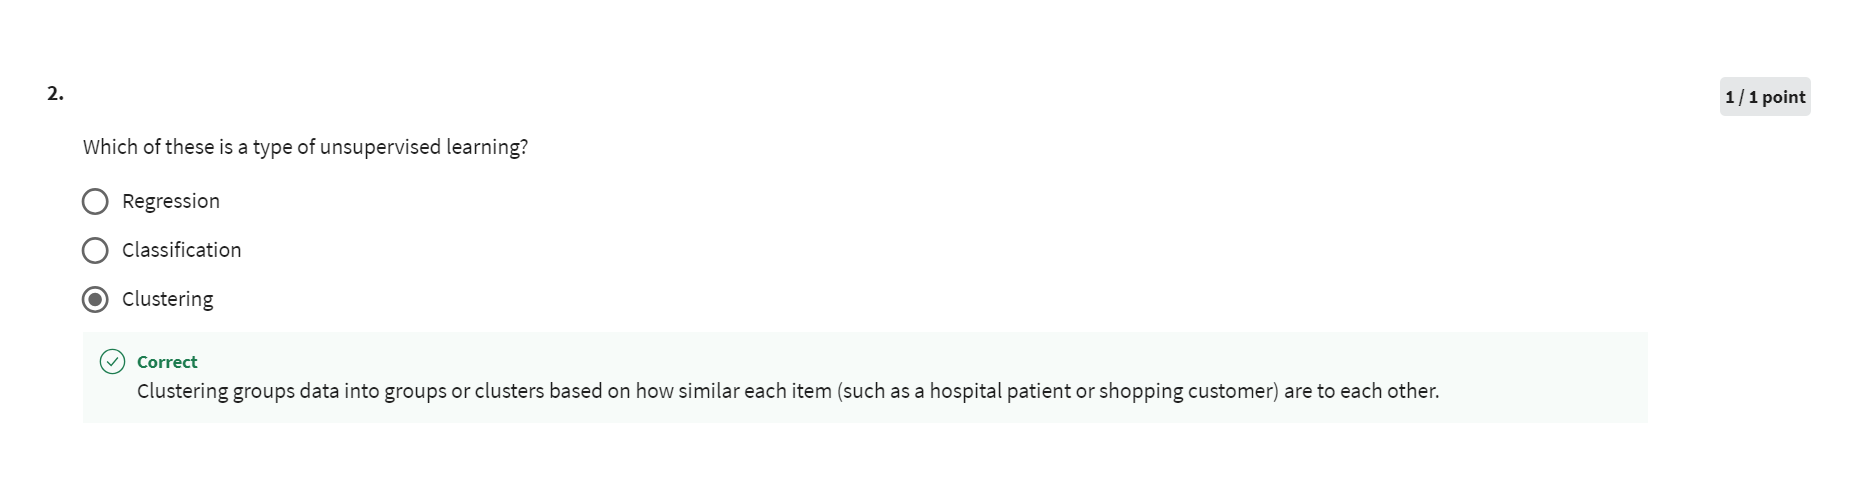 2.
1 / 1 point
Which of these is a type of unsupervised learning?
Regression
Classification
Clustering
Correct
Clustering groups data into groups or clusters based on how similar each item (such as a hospital patient or shopping customer) are to each other.